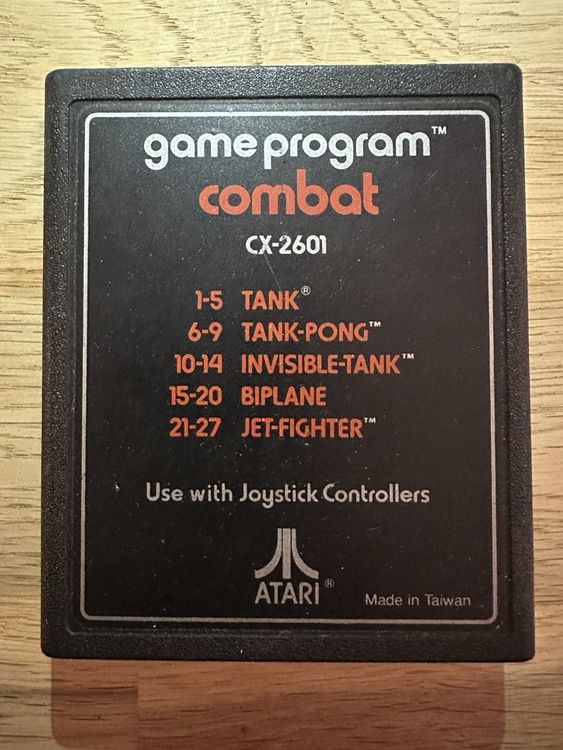 game program™
combat
CX-2601
1-5 TANK®
6-9 TANK-PONG™
10-14 INVISIBLE-TANK™
15-20 BIPLANE
21-27 JET-FIGHTER™
Use with Joystick Controllers
ATARI®
Made in Taiwan